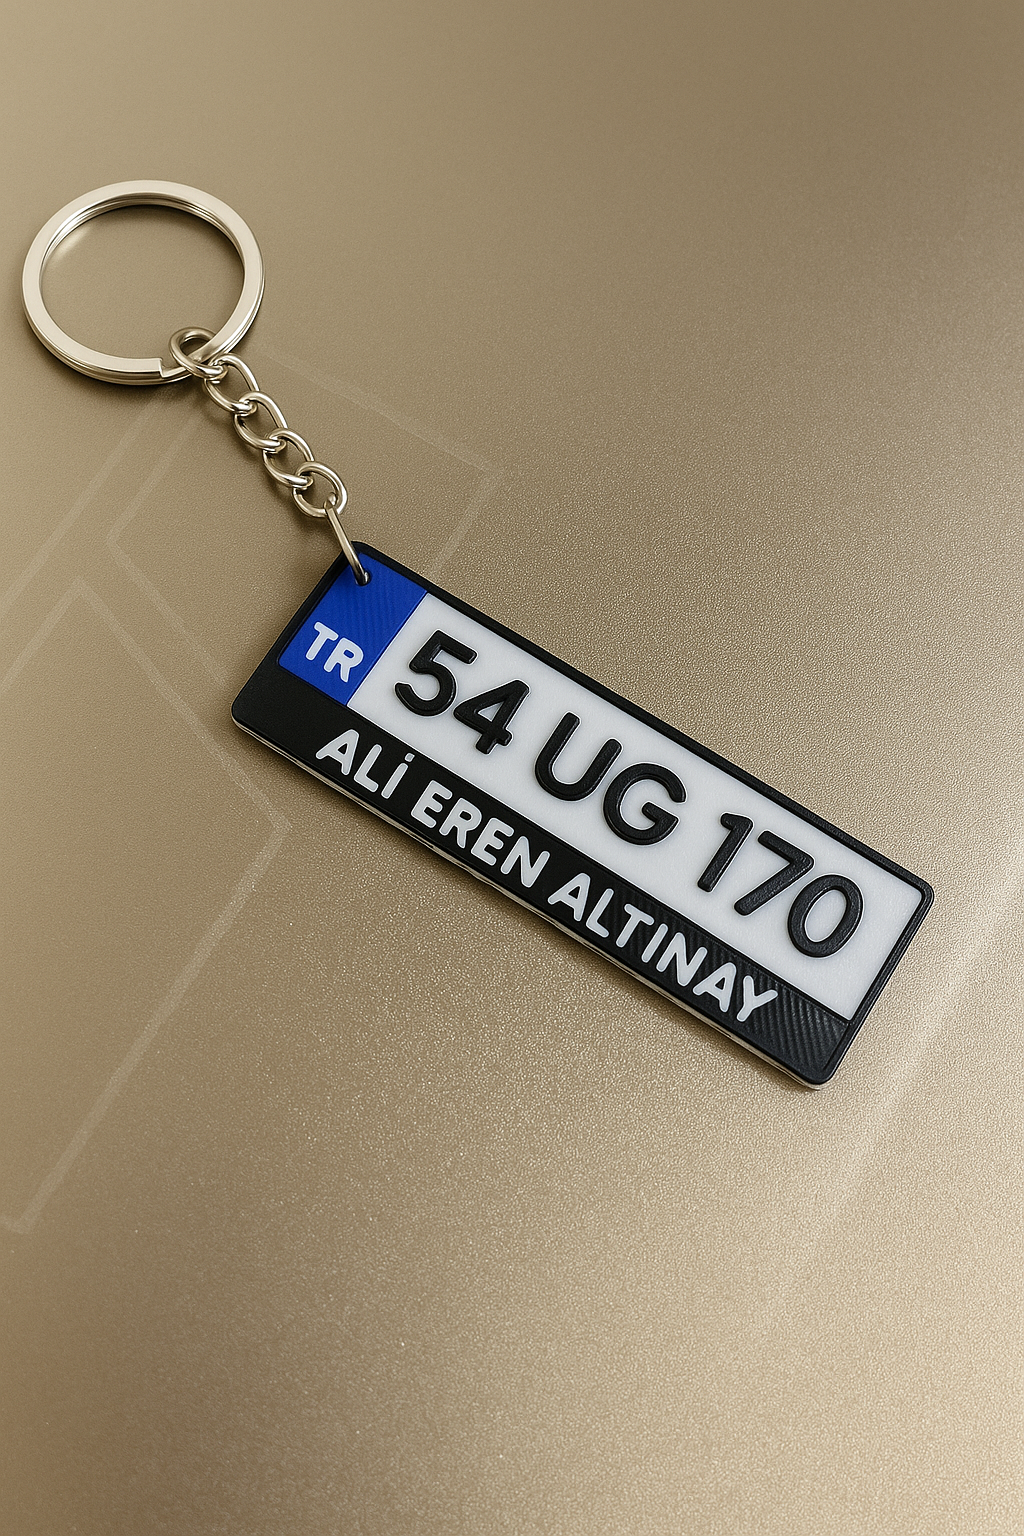 TR
54 UG 170
ALİ EREN ALTINAY